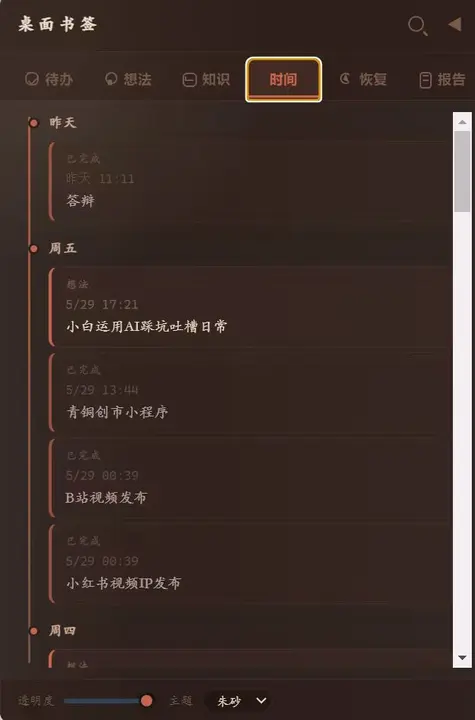 桌面书签
待办 想法 知识 时间 恢复 报告
昨天
已完成
昨天 11:11
答辩
周五
想法
5/29 17:21
小白运用AI踩坑吐槽日常
已完成
5/29 13:44
青铜创市小程序
已完成
5/29 00:39
B站视频发布
已完成
5/29 00:39
小红书视频IP发布
周四
想法
透明度 主题 朱砂